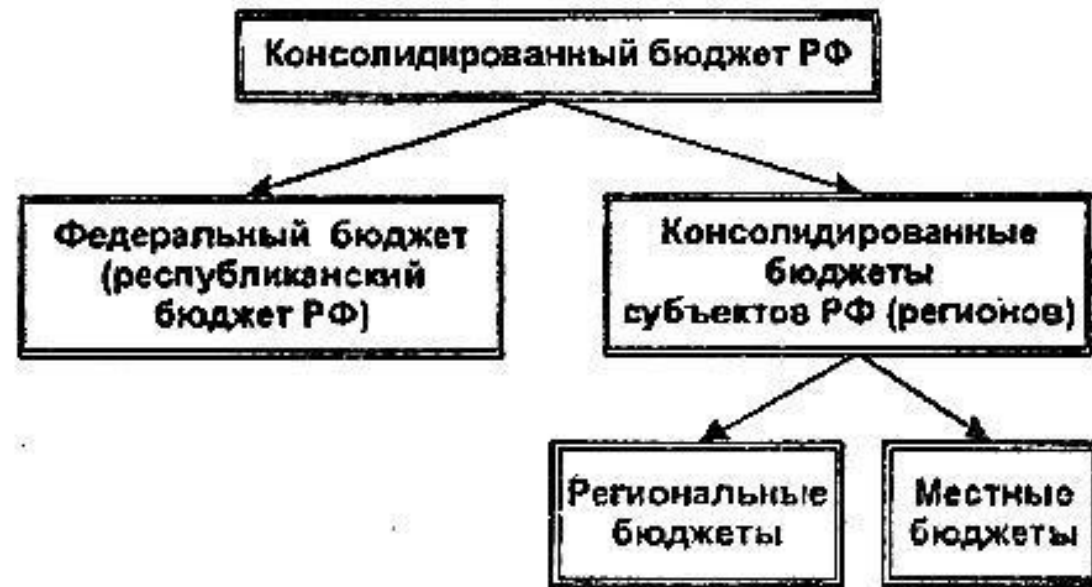 Консолидированный бюджет РФ
Федеральный бюджет
(республиканский
бюджет РФ)
Консолидированные
бюджеты
субъектов РФ (регионов)
Региональные
бюджеты
Местные
бюджеты